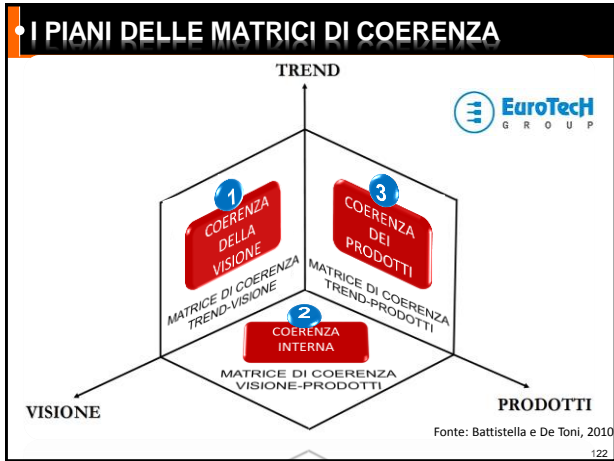 I PIANI DELLE MATRICI DI COERENZA
TREND
EUROTECH
GROUP
1
COERENZA
DELLA
VISIONE
MATRICE DI COERENZA
TREND-VISIONE
3
COERENZA
DEI
PRODOTTI
MATRICE DI COERENZA
TREND-PRODOTTI
2
COERENZA
INTERNA
MATRICE DI COERENZA
VISIONE-PRODOTTI
VISIONE
PRODOTTI
Fonte: Battistella e De Toni, 2010
122